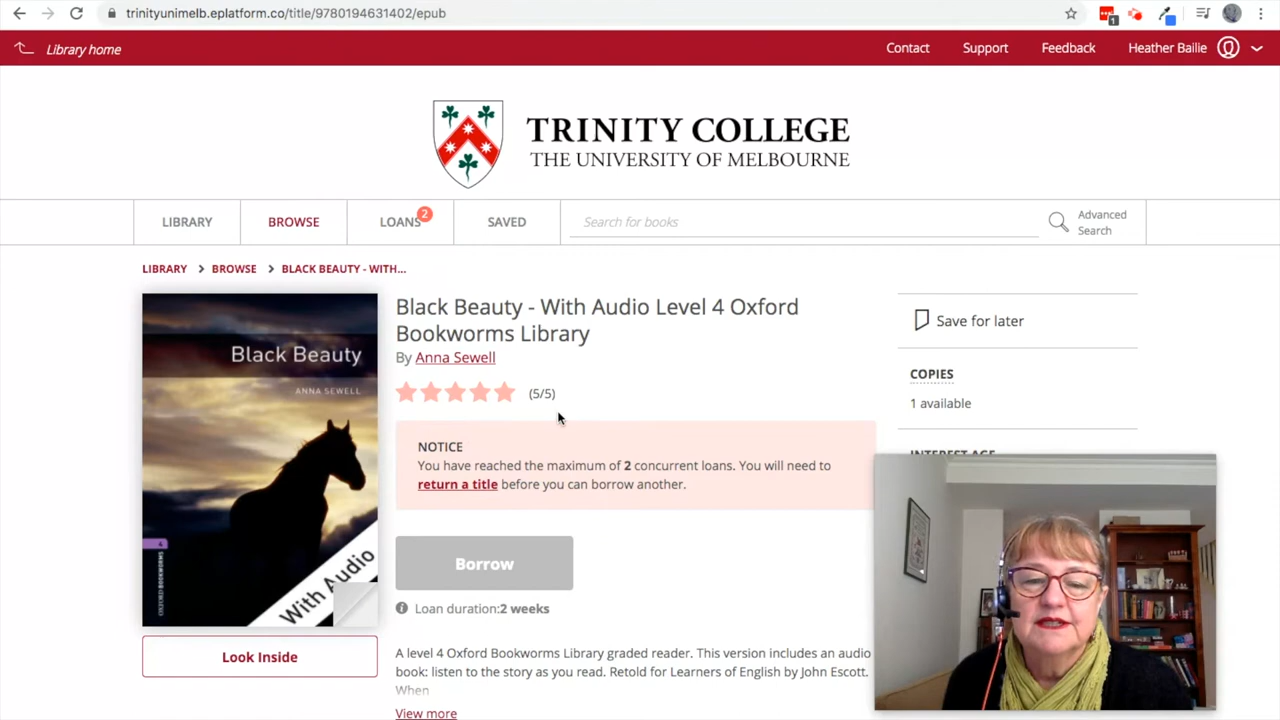 trinityunimelb.eplatform.co/title/9780194631402/epub
1
Library home
Contact
Support
Feedback
Heather Bailie
TRINITY COLLEGE
THE UNIVERSITY OF MELBOURNE
LIBRARY
BROWSE
LOANS 2
SAVED
Search for books
Advanced
Search
LIBRARY > BROWSE > BLACK BEAUTY - WITH...
Black Beauty
ANNA SEWELL
4
OXFORD BOOKWORMS
With Audio
Look Inside
Black Beauty - With Audio Level 4 Oxford
Bookworms Library
By Anna Sewell
(5/5)
NOTICE
You have reached the maximum of 2 concurrent loans. You will need to
return a title before you can borrow another.
Borrow
Loan duration:2 weeks
A level 4 Oxford Bookworms Library graded reader. This version includes an audio
book: listen to the story as you read. Retold for Learners of English by John Escott.
When
View more
Save for later
COPIES
1 available
INTEREST AGE